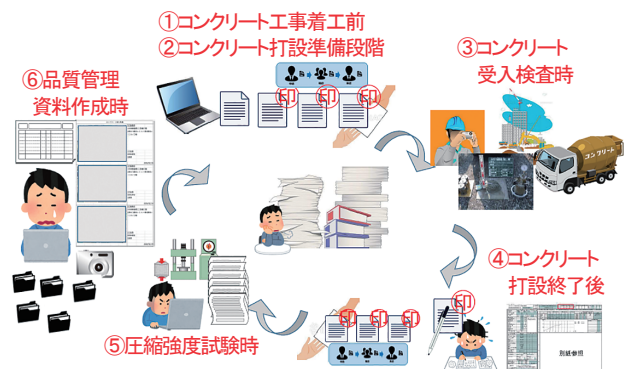 ①コンクリート工事着工前
②コンクリート打設準備段階
③コンクリート
受入検査時
⑥品質管理
資料作成時
印
印
印
コンクリート
④コンクリート
打設終了後
印
印
印
印
⑤圧縮強度試験時
別紙参照